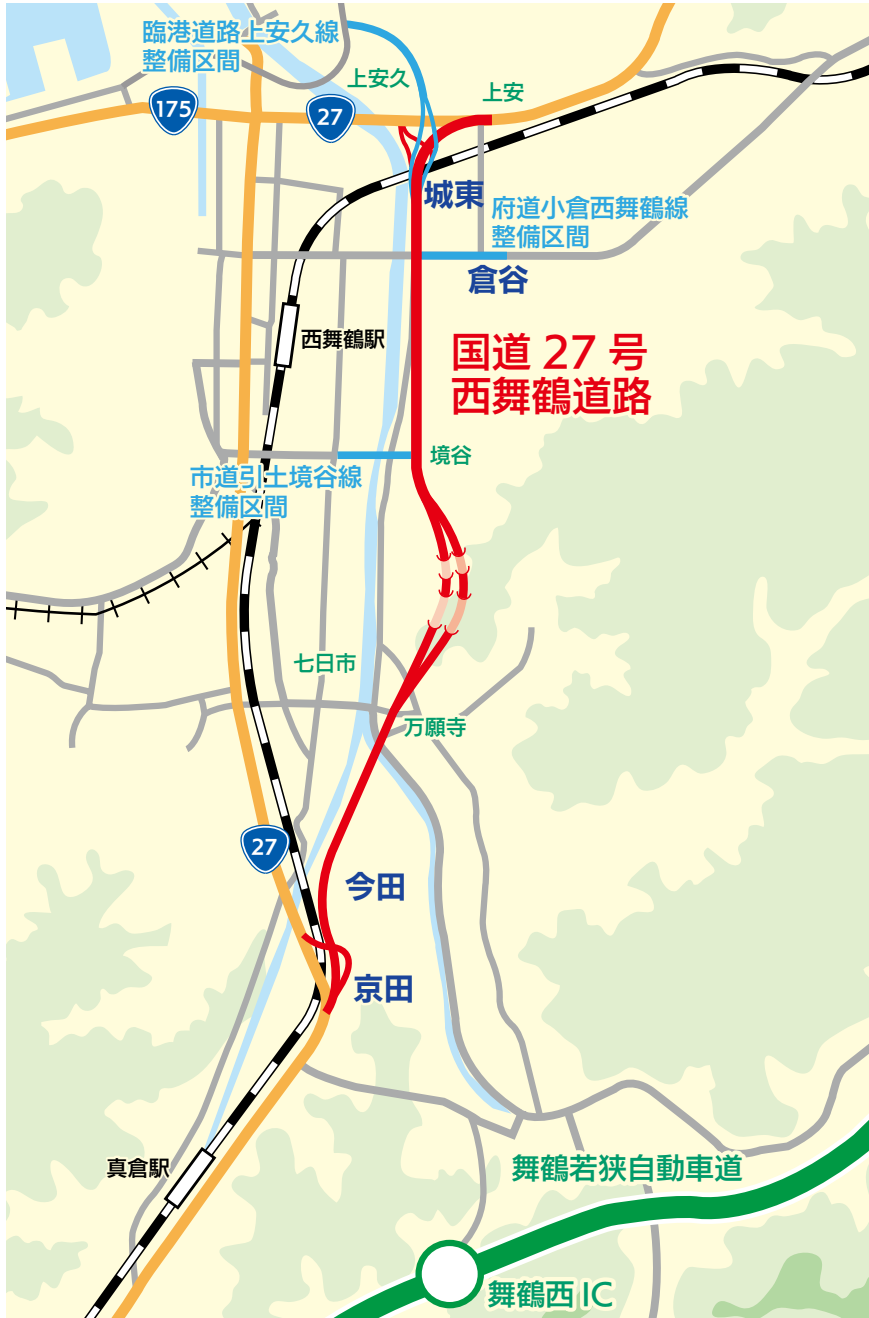 臨港道路上安久線
整備区間
上安久
上安
175
27
城東
府道小倉西舞鶴線
整備区間
倉谷
西舞鶴駅
国道 27 号
西舞鶴道路
境谷
市道引土境谷線
整備区間
七日市
万願寺
27
今田
京田
真倉駅
舞鶴若狭自動車道
舞鶴西 IC